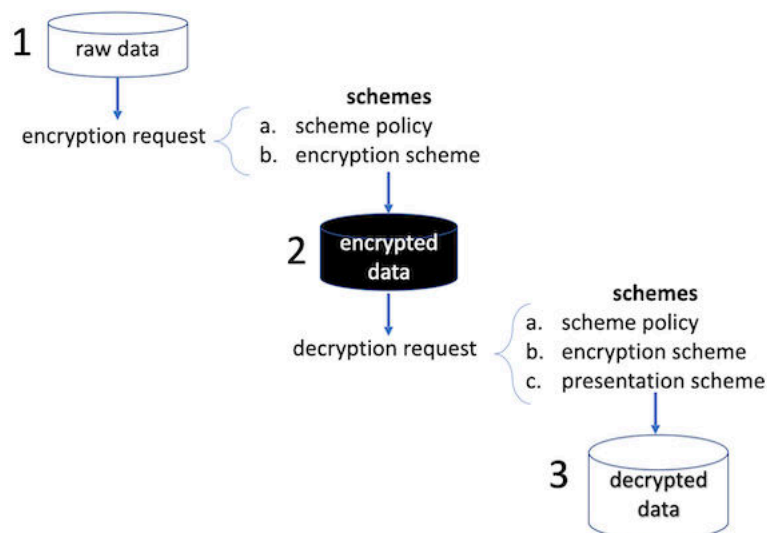 1
raw data
encryption request
schemes
a. scheme policy
b. encryption scheme
2
encrypted
data
decryption request
schemes
a. scheme policy
b. encryption scheme
c. presentation scheme
3
decrypted
data